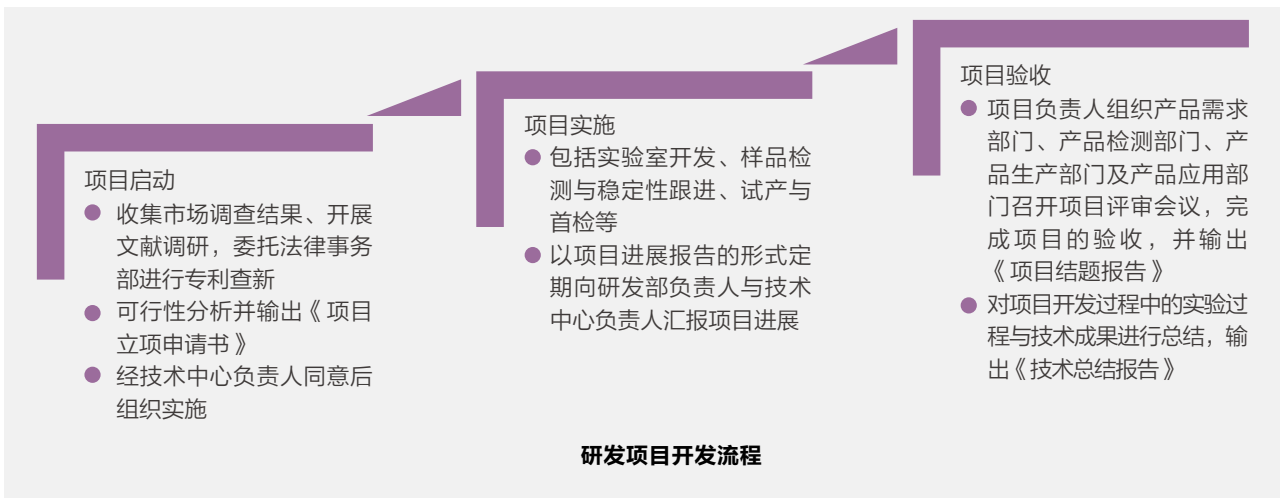 项目启动
● 收集市场调查结果、开展
文献调研，委托法律事务
部进行专利查新
● 可行性分析并输出《项目
立项申请书》
● 经技术中心负责人同意后
组织实施
项目实施
● 包括实验室开发、样品检
测与稳定性跟进、试产与
首检等
● 以项目进展报告的形式定
期向研发部负责人与技术
中心负责人汇报项目进展
项目验收
● 项目负责人组织产品需求
部门、产品检测部门、产
品生产部门及产品应用部
门召开项目评审会议，完
成项目的验收，并输出
《项目结题报告》
● 对项目开发过程中的实验过
程与技术成果进行总结，输
出《技术总结报告》
研发项目开发流程